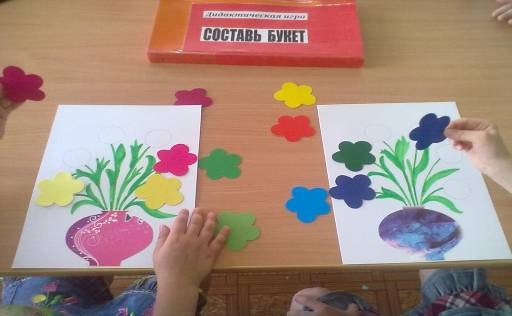 Дидактическая игра
СОСТАВЬ БУКЕТ